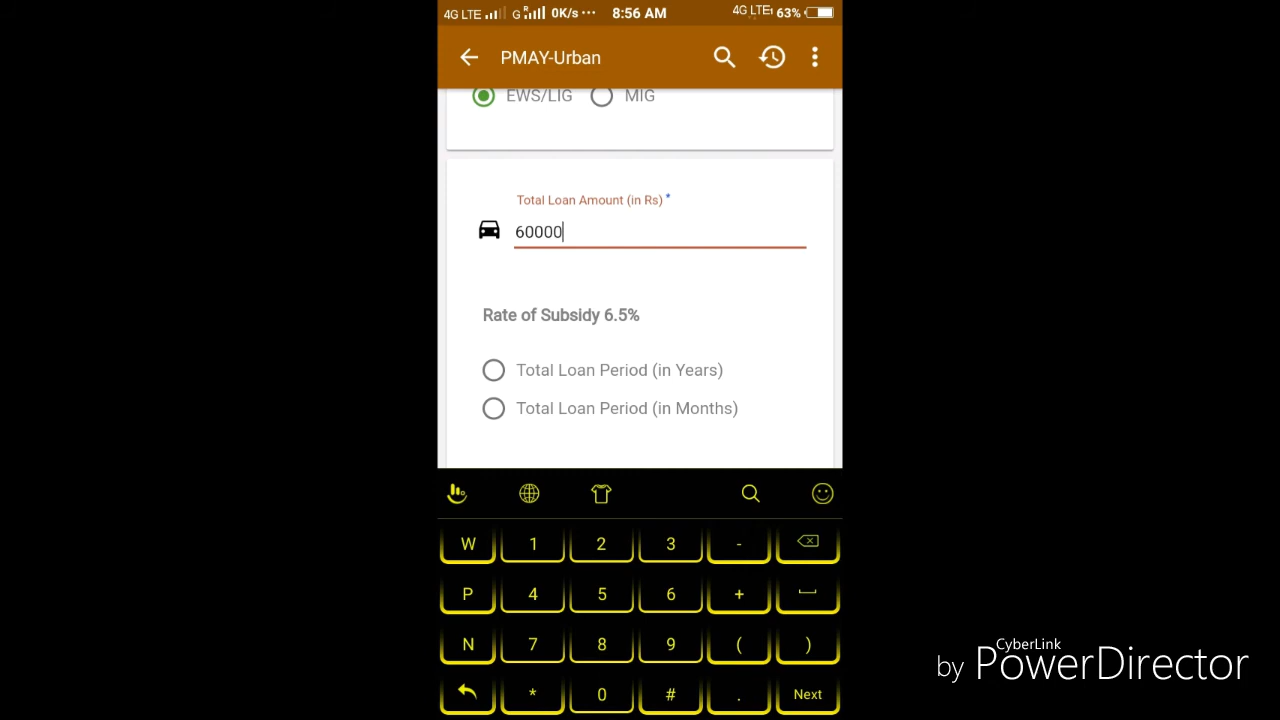 4G LTE G R 0K/s ··· 8:56 AM 4G LTE 63%
PMAY-Urban
EWS/LIG MIG
Total Loan Amount (in Rs) *
60000
Rate of Subsidy 6.5%
Total Loan Period (in Years)
Total Loan Period (in Months)
W 1 2 3 -
P 4 5 6 +
N 7 8 9 ( )
* 0 # . Next
CyberLink
by PowerDirector